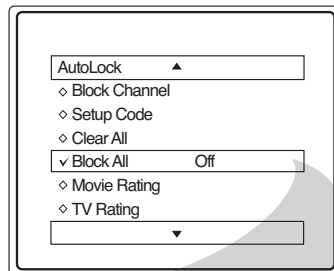 AutoLock
Block Channel
Setup Code
Clear All
Block All Off
Movie Rating
TV Rating